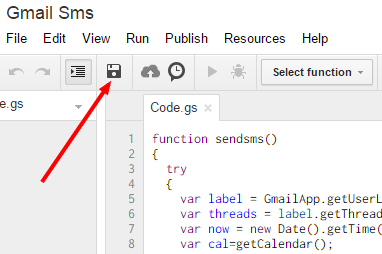 Gmail Sms
File Edit View Run Publish Resources Help
Select function
e.gs
Code.gs
1 function sendsms()
2 {
3 try
4 {
5 var label = GmailApp.getUserL
6 var threads = label.getThread
7 var now = new Date().getTime(
8 var cal=getCalendar();